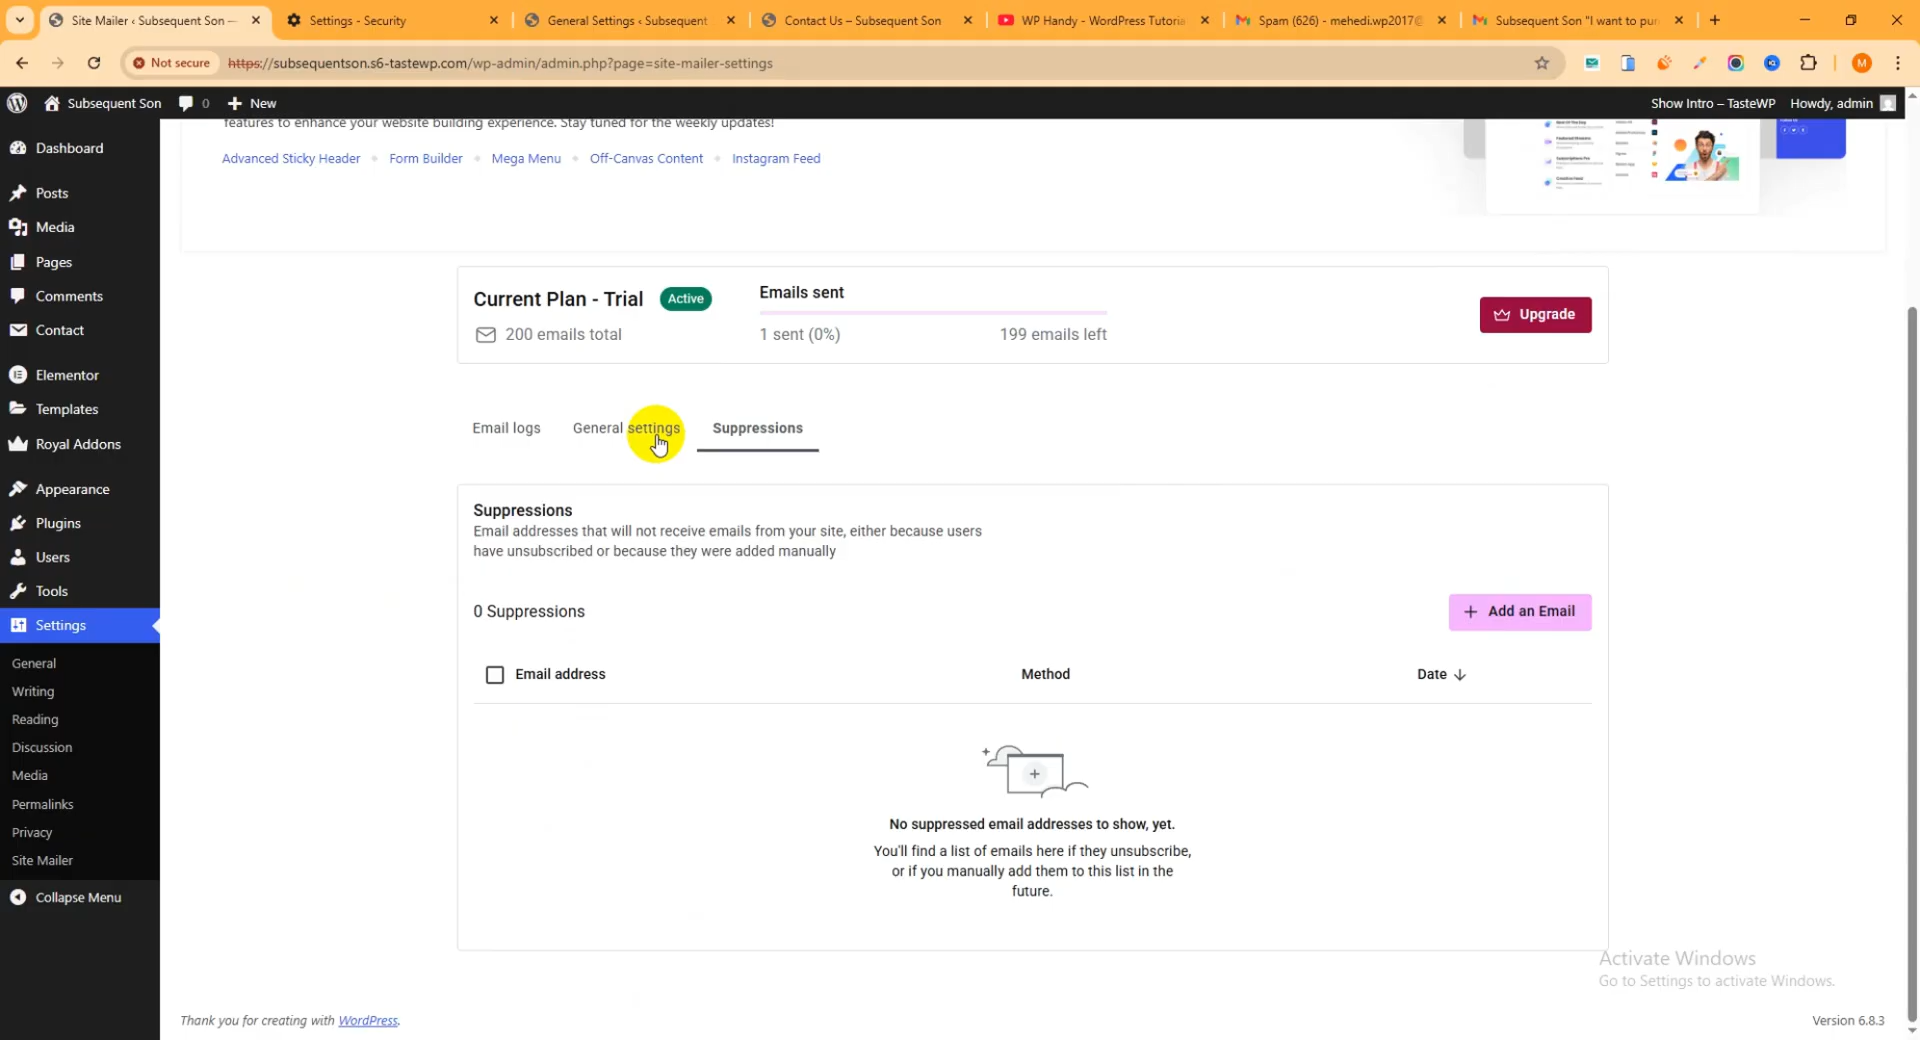 Site Mailer ‹ Subsequent Son —
Settings - Security
General Settings ‹ Subsequent
Contact Us – Subsequent Son
WP Handy - WordPress Tutoria
Spam (626) - mehedi.wp2017@
Subsequent Son "I want to pur
Not secure
https://subsequentson.s6-tastewp.com/wp-admin/admin.php?page=site-mailer-settings
M
Subsequent Son
0
New
Show Intro – TasteWP
Howdy, admin
Dashboard
Posts
Media
Pages
Comments
Contact
Elementor
Templates
Royal Addons
Appearance
Plugins
Users
Tools
Settings
General
Writing
Reading
Discussion
Media
Permalinks
Privacy
Site Mailer
Collapse Menu
features to enhance your website building experience. Stay tuned for the weekly updates!
Advanced Sticky Header
Form Builder
Mega Menu
Off-Canvas Content
Instagram Feed
Current Plan - Trial
Active
200 emails total
Emails sent
1 sent (0%)
199 emails left
Upgrade
Email logs
General settings
Suppressions
Suppressions
Email addresses that will not receive emails from your site, either because users
have unsubscribed or because they were added manually
0 Suppressions
+ Add an Email
Email address
Method
Date
No suppressed email addresses to show, yet.
You'll find a list of emails here if they unsubscribe,
or if you manually add them to this list in the
future.
Activate Windows
Go to Settings to activate Windows.
Thank you for creating with WordPress.
Version 6.8.3